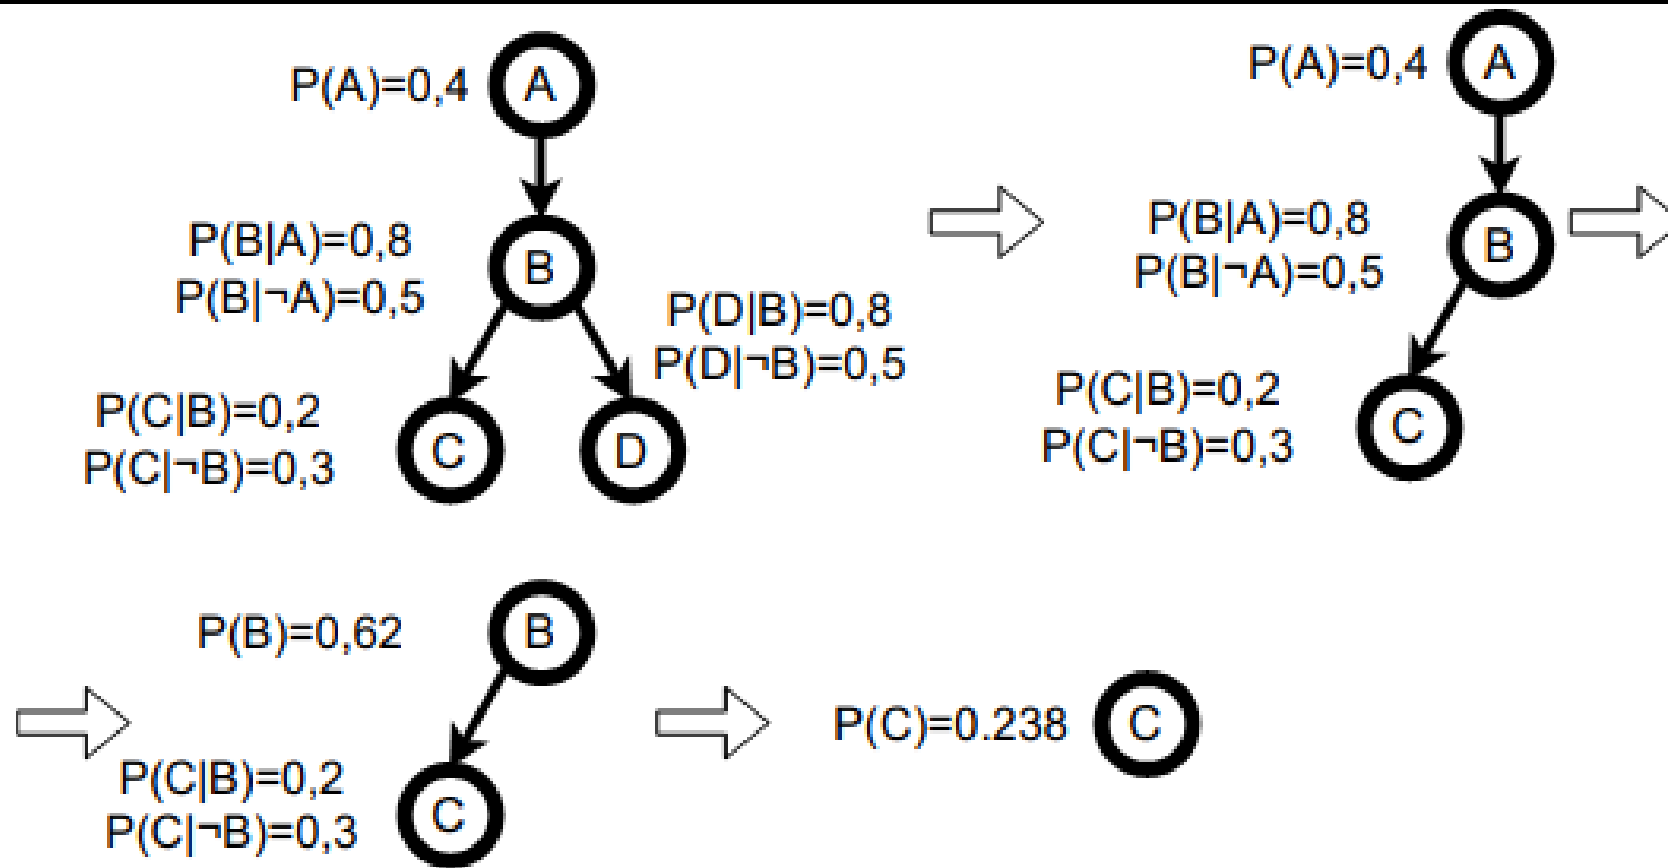 P(A)=0,4 A
P(B|A)=0,8
P(B|¬A)=0,5
B
P(D|B)=0,8
P(D|¬B)=0,5
P(C|B)=0,2
P(C|¬B)=0,3
C
D
P(A)=0,4 A
P(B|A)=0,8
P(B|¬A)=0,5
B
P(C|B)=0,2
P(C|¬B)=0,3
C
P(B)=0,62 B
P(C|B)=0,2
P(C|¬B)=0,3
C
P(C)=0.238 C